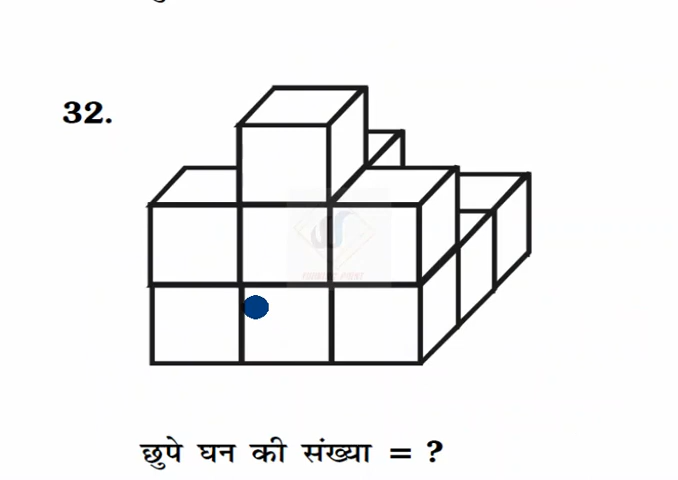 32.
छुपे घन की संख्या = ?